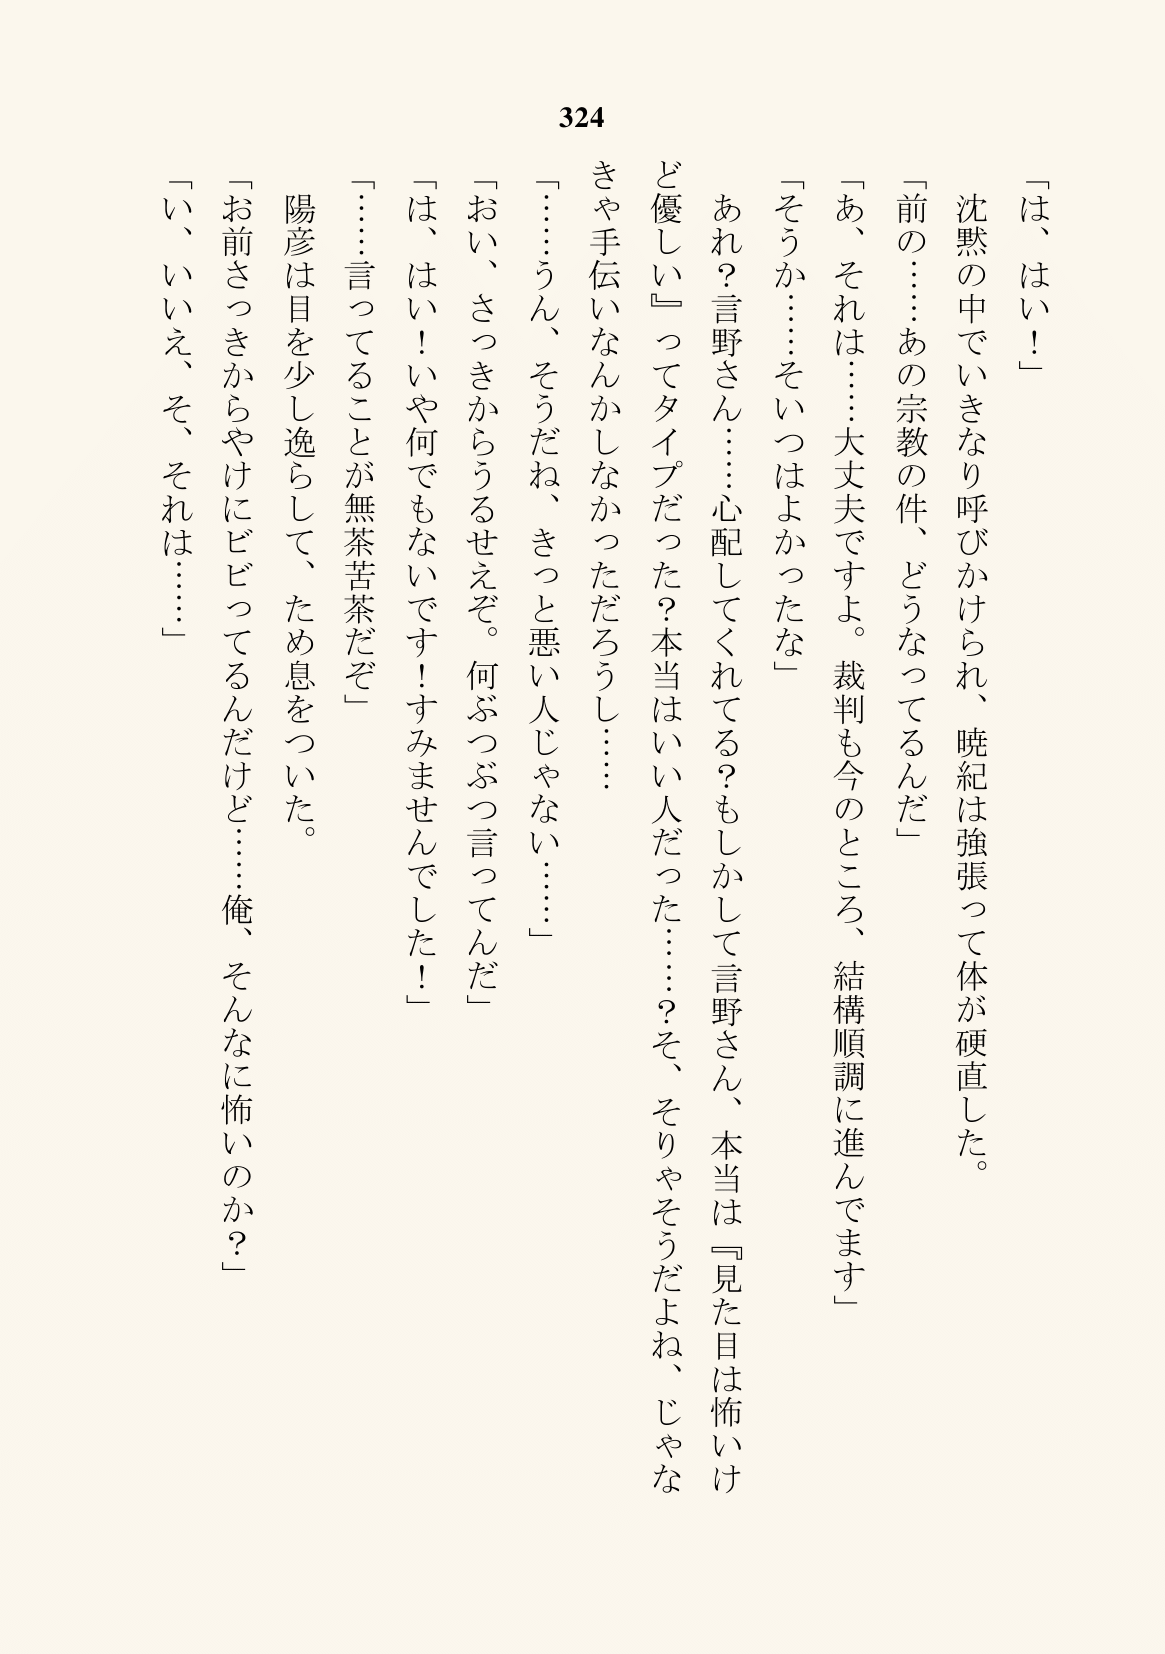 324
「は、はい！」
沈黙の中でいきなり呼びかけられ、暁紀は強張って体が硬直した。
「前の……あの宗教の件、どうなってるんだ」
「あ、それは……大丈夫ですよ。裁判も今のところ、結構順調に進んでます」
「そうか……そいつはよかったな」
あれ？言野さん……心配してくれてる？もしかして言野さん、本当は『見た目は怖いけ
ど優しい』ってタイプだった？本当はいい人だった……？そ、そりゃそうだよね、じゃな
きゃ手伝いなんかしなかっただろうし……
「……うん、そうだね、きっと悪い人じゃない……」
「おい、さっきからうるせえぞ。何ぶつぶつ言ってんだ」
「は、はい！いや何でもないです！すみませんでした！」
「……言ってることが無茶苦茶だぞ」
陽彦は目を少し逸らして、ため息をついた。
「お前さっきからやけにビビってるんだけど……俺、そんなに怖いのか？」
「い、いいえ、そ、それは……」